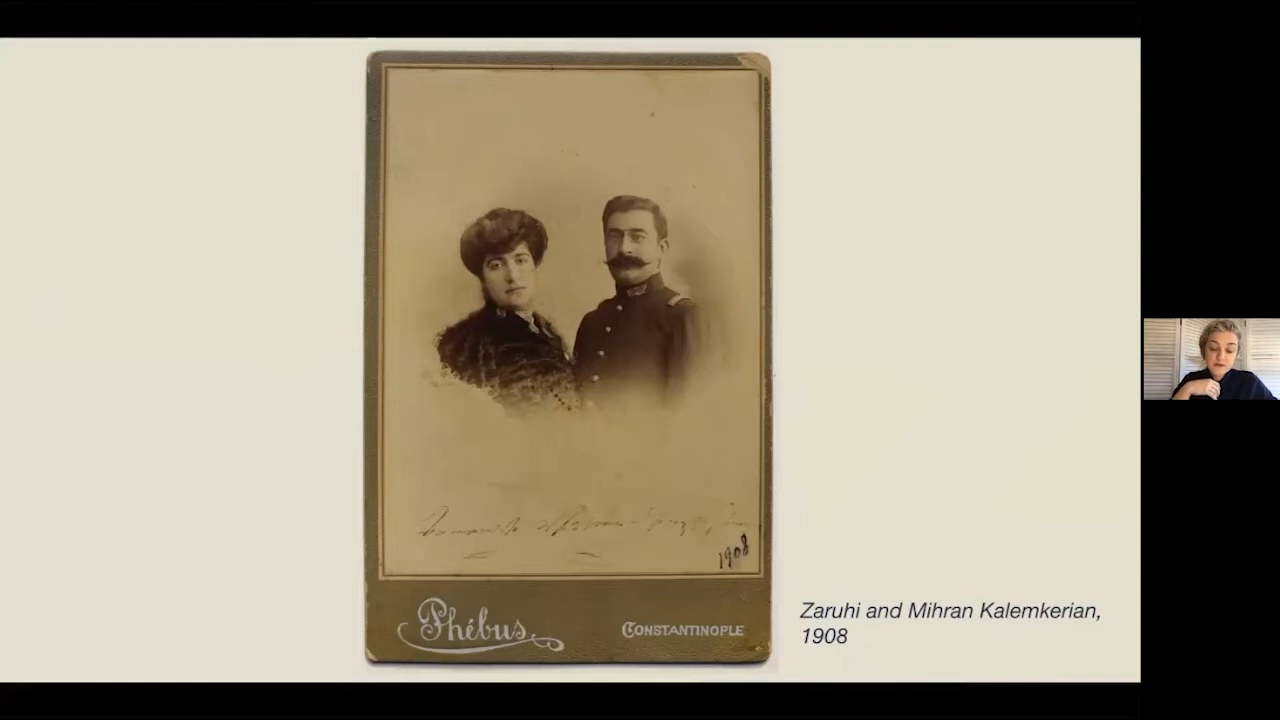 1908
Phébus
CONSTANTINOPLE
Zaruhi and Mihran Kalemkerian,
1908